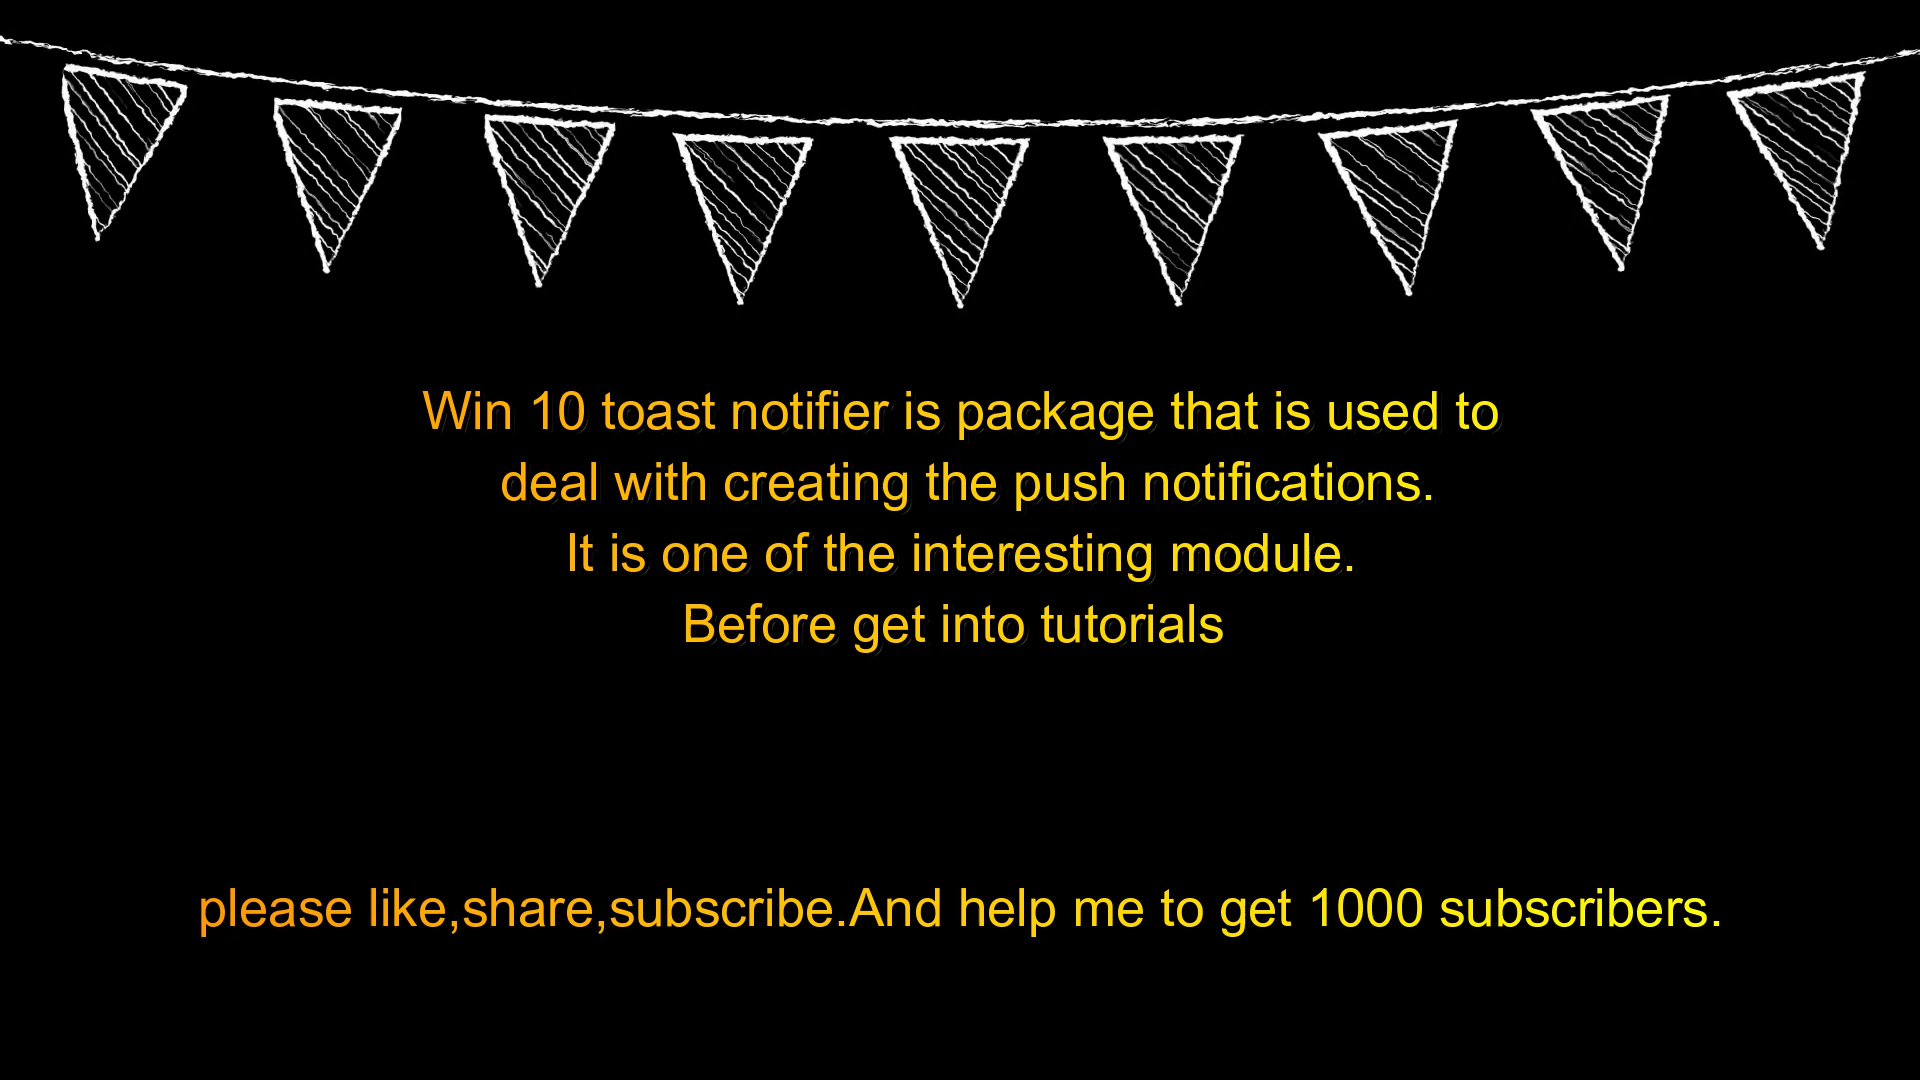 Win 10 toast notifier is package that is used to
deal with creating the push notifications.
It is one of the interesting module.
Before get into tutorials
please like,share,subscribe.And help me to get 1000 subscribers.